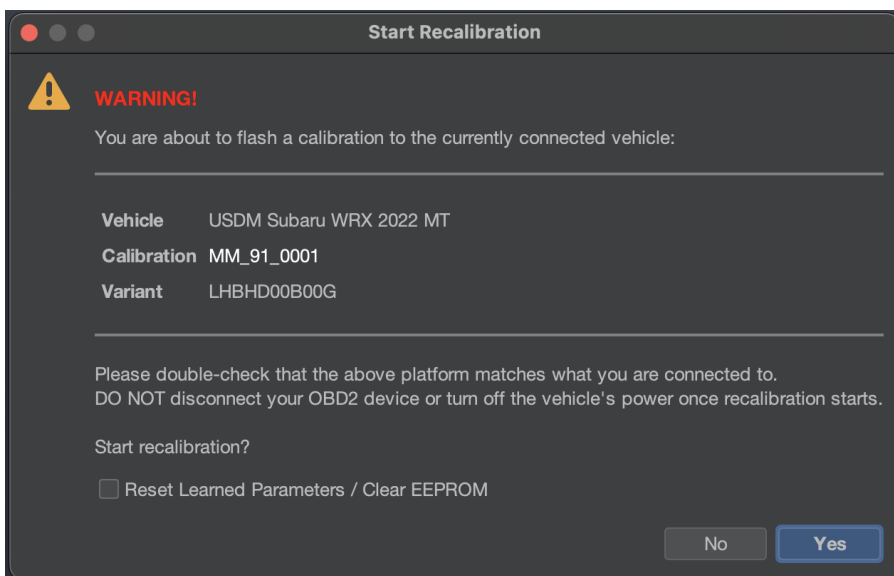 Start Recalibration
WARNING!
You are about to flash a calibration to the currently connected vehicle:
Vehicle USDM Subaru WRX 2022 MT
Calibration MM_91_0001
Variant LHBHD00B00G
Please double-check that the above platform matches what you are connected to.
DO NOT disconnect your OBD2 device or turn off the vehicle's power once recalibration starts.
Start recalibration?
Reset Learned Parameters / Clear EEPROM
No Yes